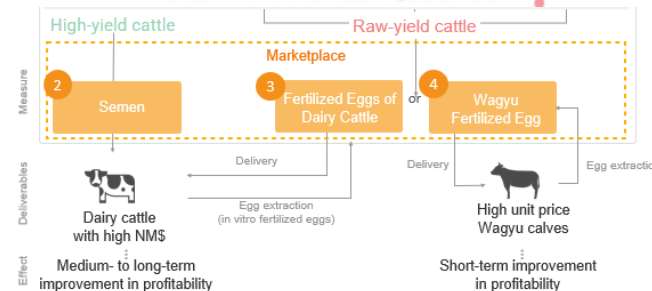 High-yield cattle
Raw-yield cattle
Marketplace
Measure
2
Semen
3
Fertilized Eggs of
Dairy Cattle
or
4
Wagyu
Fertilized Egg
Deliverables
Delivery
Egg extraction
(in vitro fertilized eggs)
Delivery
Egg extractio
Dairy cattle
with high NM$
High unit price
Wagyu calves
Effect
Medium- to long-term
improvement in profitability
Short-term improvement
in profitability